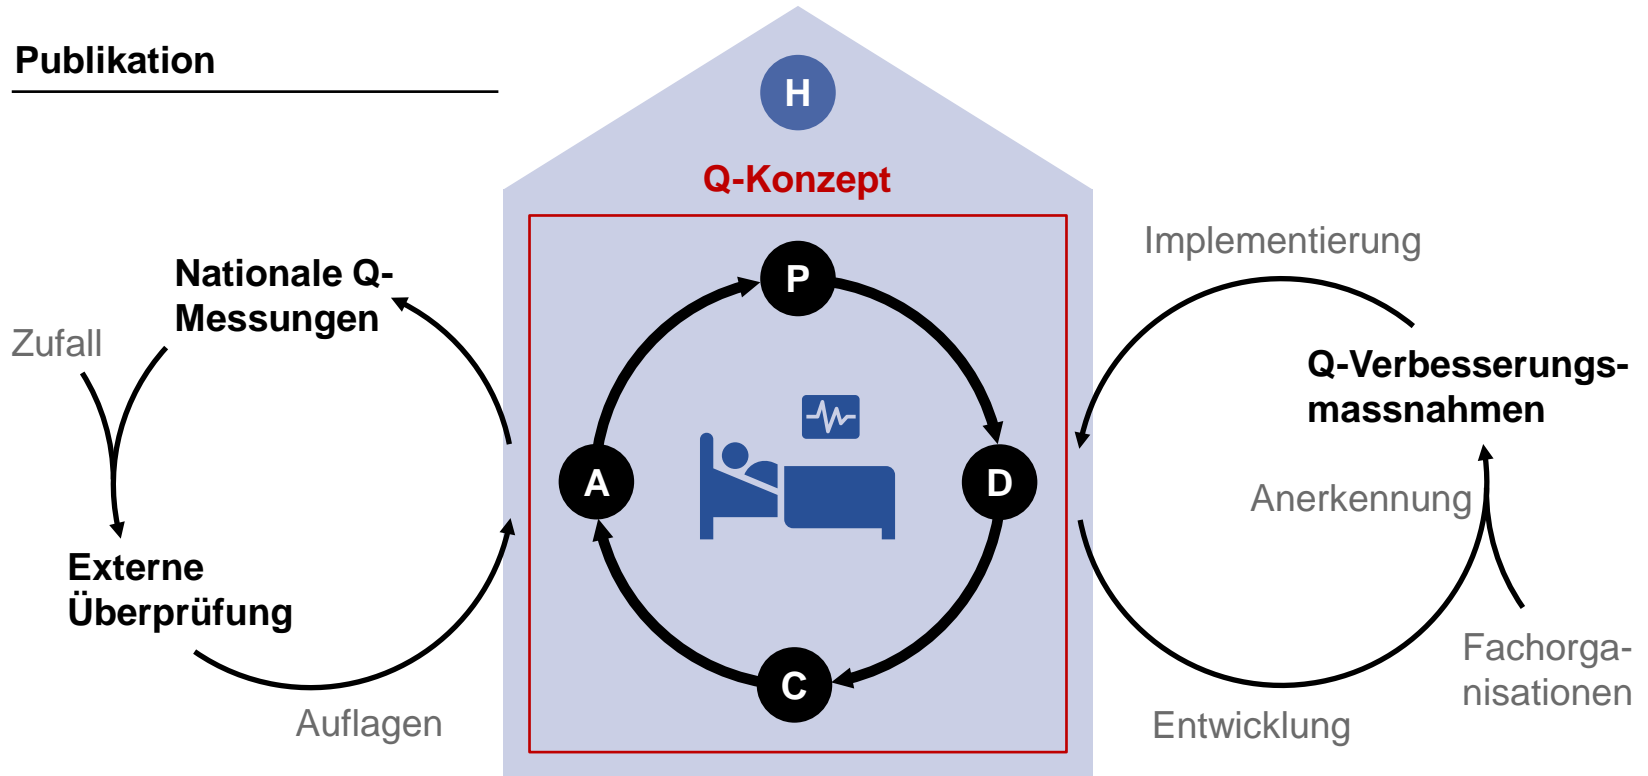 Publikation
H
Q-Konzept
Nationale Q-
Messungen
Zufall
Externe
Überprüfung
Auflagen
P
A
D
C
Implementierung
Q-Verbesserungs-
massnahmen
Anerkennung
Fachorga-
nisationen
Entwicklung